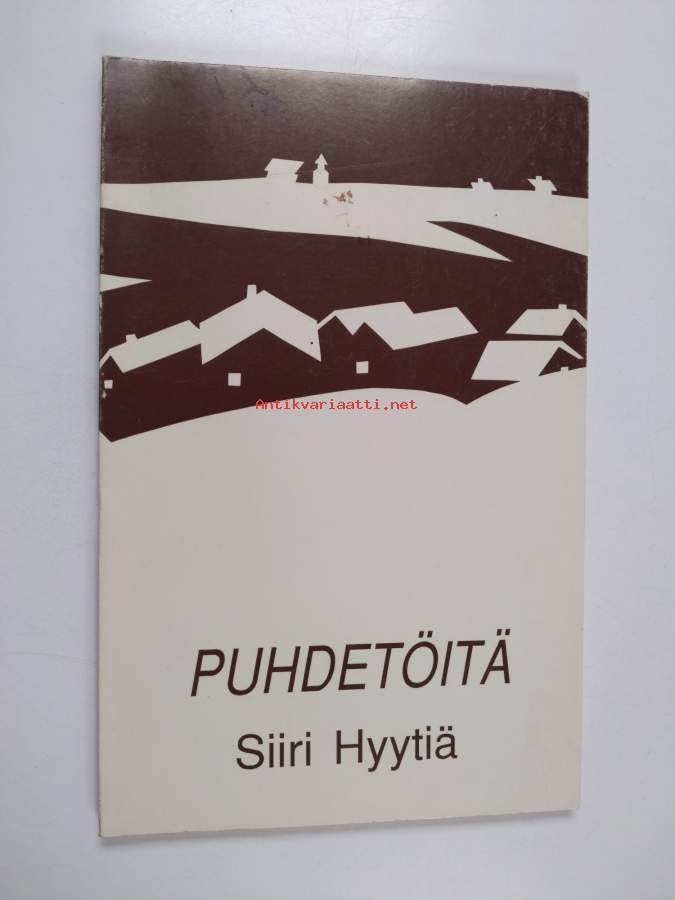 Antikvariaatti.net
PUHDETÖITÄ
Siiri Hyytiä